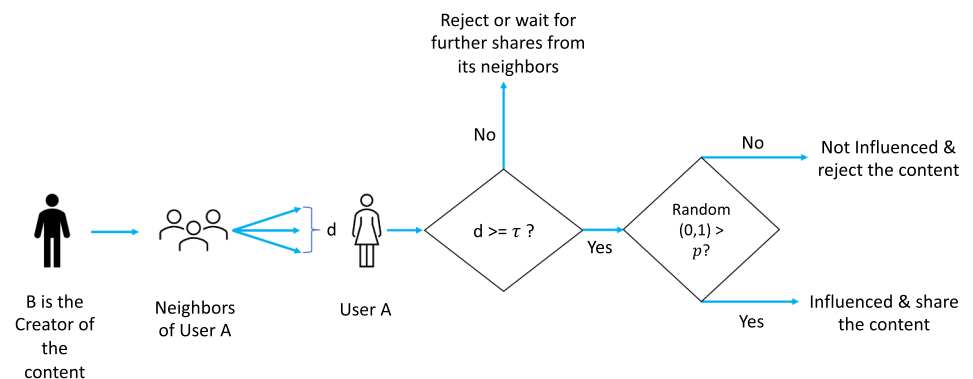 Reject or wait for
further shares from
its neighbors
No
No
Not Influenced &
reject the content
Random
(0,1) >
p?
d
d >= τ ?
Yes
B is the
Creator of
the
content
Neighbors
of User A
User A
Influenced & share
the content
Yes